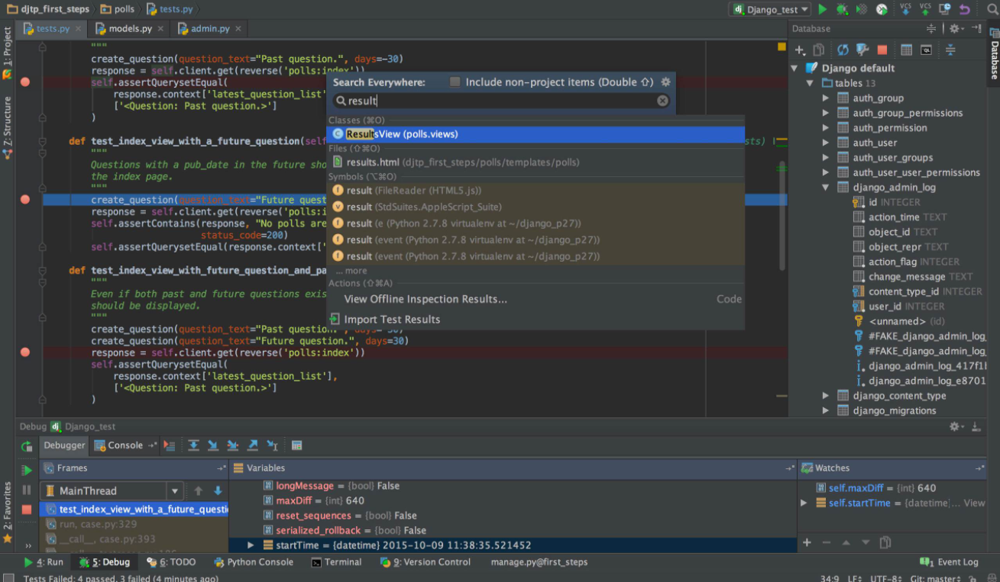 djtp_first_steps polls tests.py Django_test VCS VCS
tests.py models.py admin.py
1: Project
Z: Structure
2: Favorites
"""
create_question(question_text="Past question.", days=-30)
response = self.client.get(reverse('polls:index'))
self.assertQuerysetEqual(
response.context['latest_question_list'
['<Question: Past question.>']
)
def test_index_view_with_a_future_question(self
"""
Questions with a pub_date in the future sho
the index page.
"""
create_question(question_text="Future quest
response = self.client.get(reverse('polls:i
self.assertContains(response, "No polls are
status_code=200)
self.assertQuerysetEqual(response.context['
def test_index_view_with_future_question_and_pa
"""
Even if both past and future questions exis
should be displayed.
"""
create_question(question_text="Past question.", days=-30)
create_question(question_text="Future question.", days=30)
response = self.client.get(reverse('polls:index'))
self.assertQuerysetEqual(
response.context['latest_question_list'],
['<Question: Past question.>']
)
Search Everywhere: Include non-project items (Double ⇧)
result
Classes (⌘O)
ResultsView (polls.views)
Files (⇧⌘O)
results.html (djtp_first_steps/polls/templates/polls)
Symbols (⌥⌘O)
result (FileReader (HTML5.js))
result (StdSuites.AppleScript_Suite)
result (e (Python 2.7.8 virtualenv at ~/django_p27))
result (event (Python 2.7.8 virtualenv at ~/django_p27))
result (event (Python 2.7.8 virtualenv at ~/django_p27))
... more
Actions (⇧⌘A)
View Offline Inspection Results... Code
Import Test Results
Database
Database
Django default
tables 13
auth_group
auth_group_permissions
auth_permission
auth_user
auth_user_groups
auth_user_user_permissions
django_admin_log
id INTEGER
action_time TEXT
object_id TEXT
object_repr TEXT
action_flag INTEGER
change_message TEXT
content_type_id INTEGER
user_id INTEGER
<unnamed> (id)
#FAKE_django_admin_log_
#FAKE_django_admin_log_
django_admin_log_417f1b
django_admin_log_e8701
django_content_type
django_migrations
Debug Django_test
Debugger Console
Frames
MainThread
test_index_view_with_a_future_questi
run, case.py:329
__call__, case.py:393
Variables
longMessage = {bool} False
maxDiff = {int} 640
reset_sequences = {bool} False
serialized_rollback = {bool} False
startTime = {datetime} 2015-10-09 11:38:35.521452
Watches
self.maxDiff = {int} 640
self.startTime = {datetime}... View
4: Run 5: Debug 6: TODO Python Console Terminal 9: Version Control manage.py@first_steps 1 Event Log
Tests Failed: 4 passed, 3 failed (4 minutes ago) 34:9 LF UTF-8 Git: master